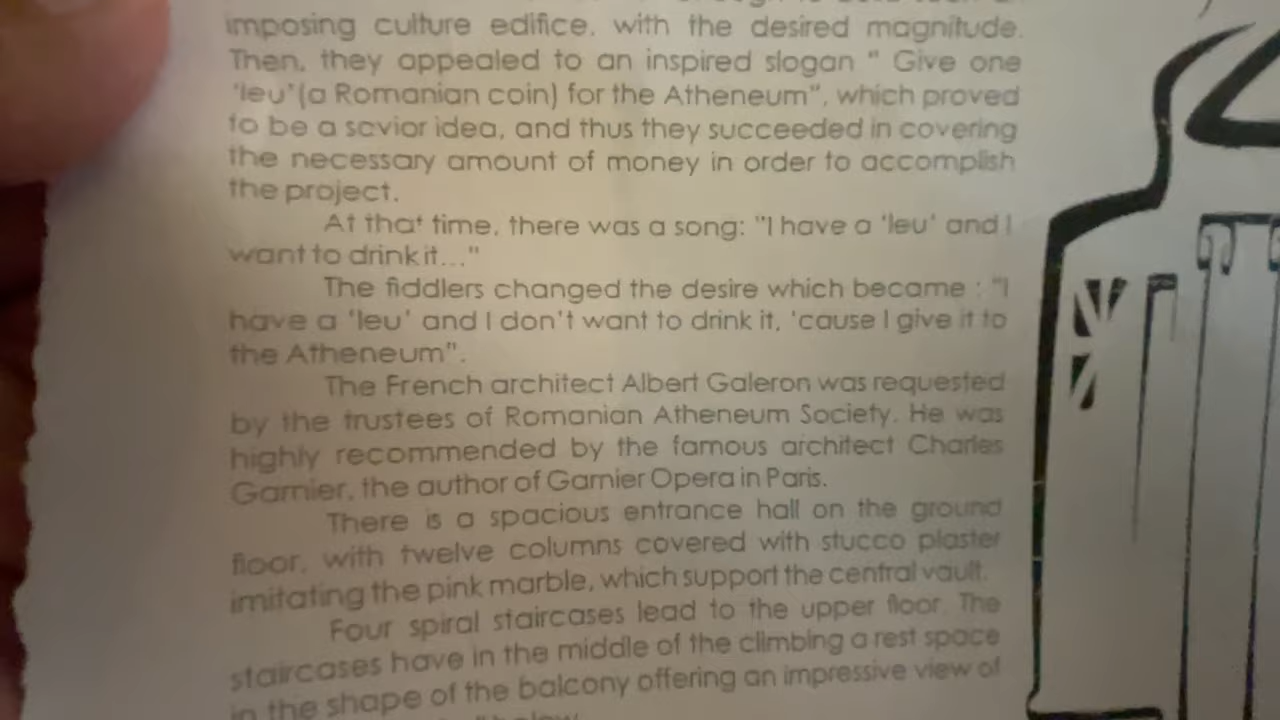 imposing culture edifice, with the desired magnitude.
Then, they appealed to an inspired slogan " Give one
'leu'(a Romanian coin) for the Atheneum", which proved
to be a savior idea, and thus they succeeded in covering
the necessary amount of money in order to accomplish
the project.
At that time, there was a song: "I have a 'leu' and I
want to drink it..."
The fiddlers changed the desire which became : "I
have a 'leu' and I don't want to drink it, 'cause I give it to
the Atheneum".
The French architect Albert Galeron was requested
by the trustees of Romanian Atheneum Society. He was
highly recommended by the famous architect Charles
Garnier, the author of Garnier Opera in Paris.
There is a spacious entrance hall on the ground
floor, with twelve columns covered with stucco plaster
imitating the pink marble, which support the central vault.
Four spiral staircases lead to the upper floor. The
staircases have in the middle of the climbing a rest space
in the shape of the balcony offering an impressive view of